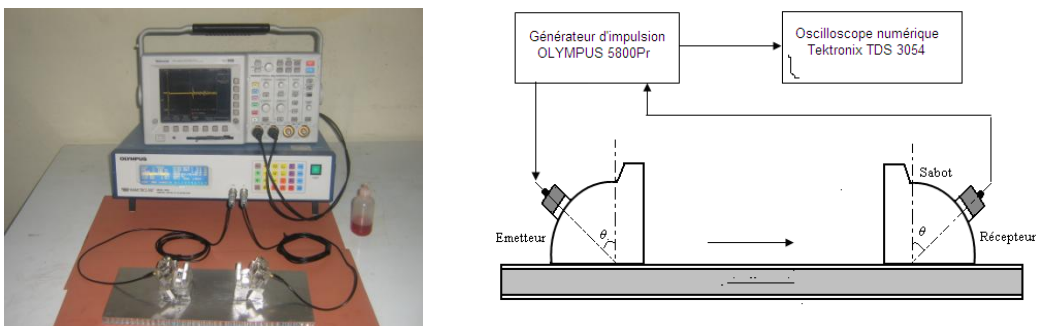 OLYMPUS
Générateur d'impulsion
OLYMPUS 5800Pr
Oscilloscope numérique
Tektronix TDS 3054
Sabot
Emetteur
θ
θ
Récepteur